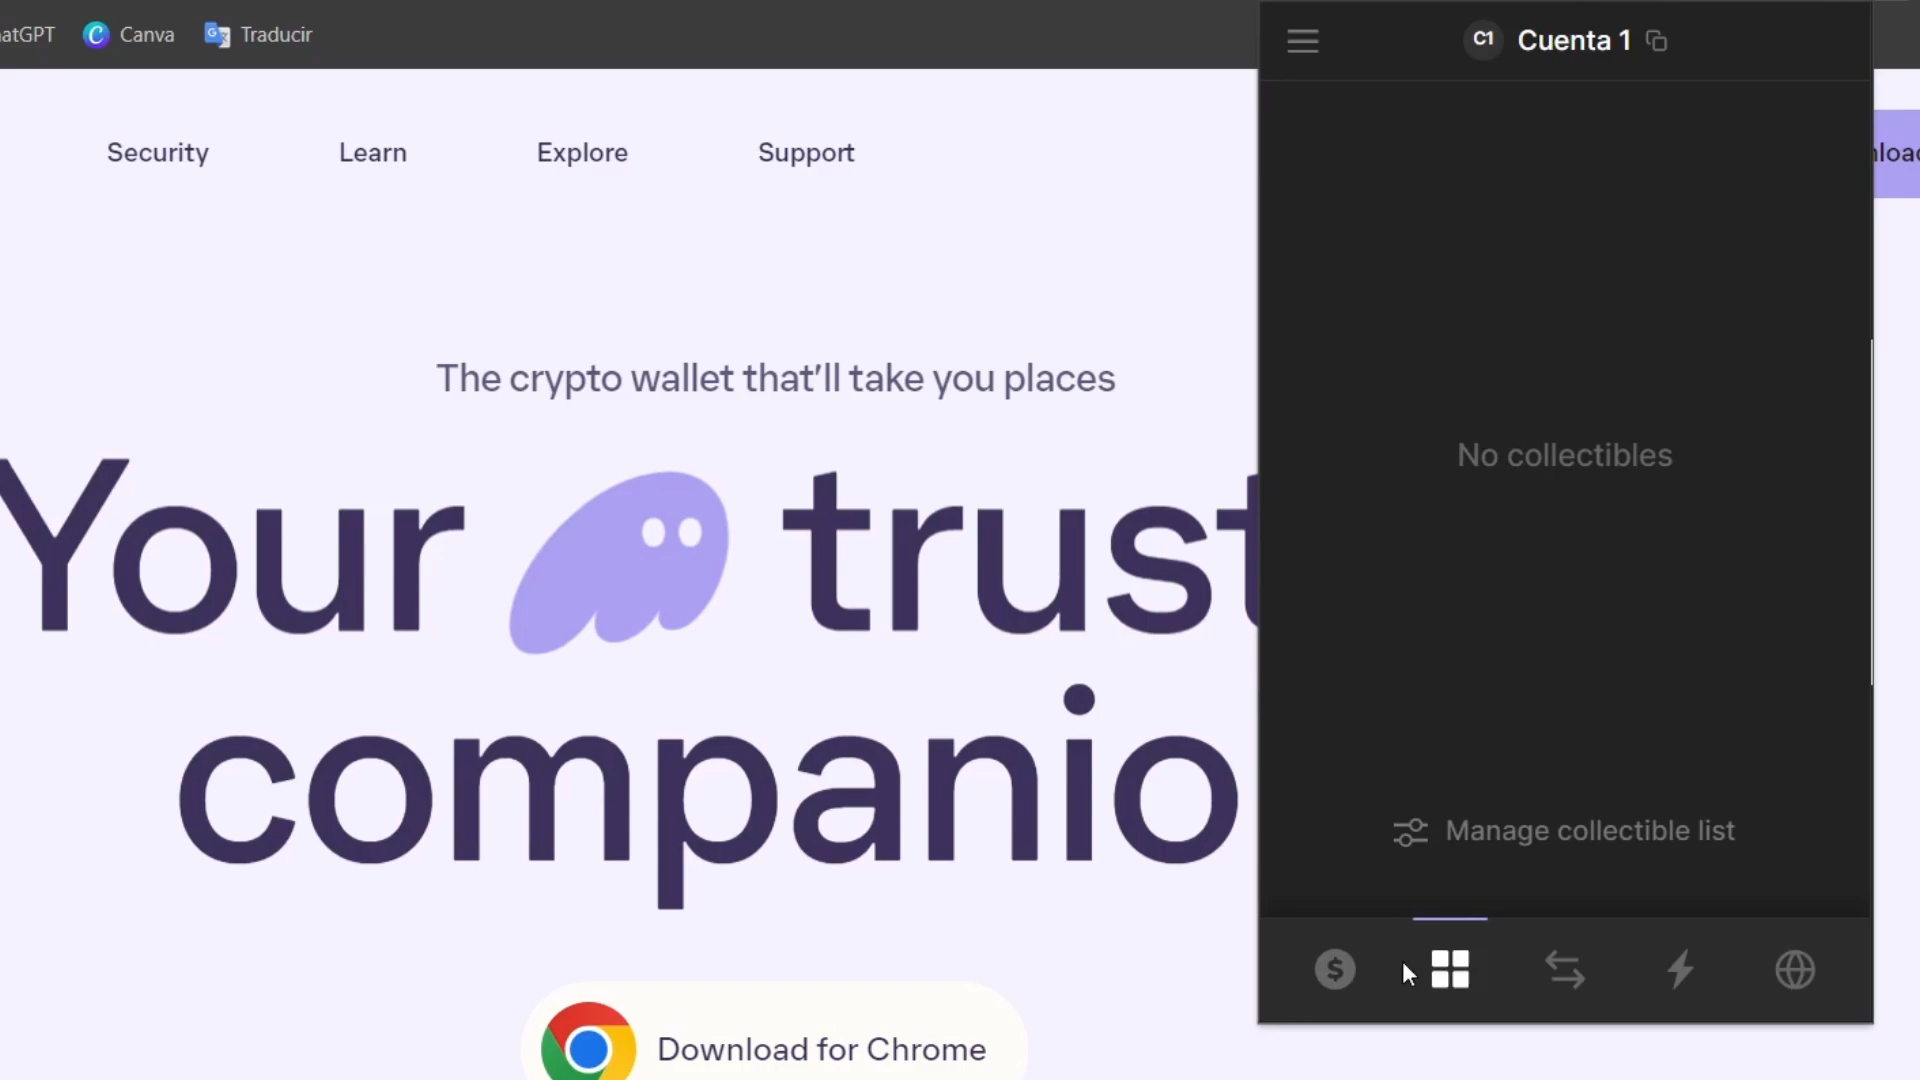 ChatGPT
Canva
Traducir
Security
Learn
Explore
Support
The crypto wallet that'll take you places
Your trust
companio
Download for Chrome
C1
Cuenta 1
No collectibles
Manage collectible list